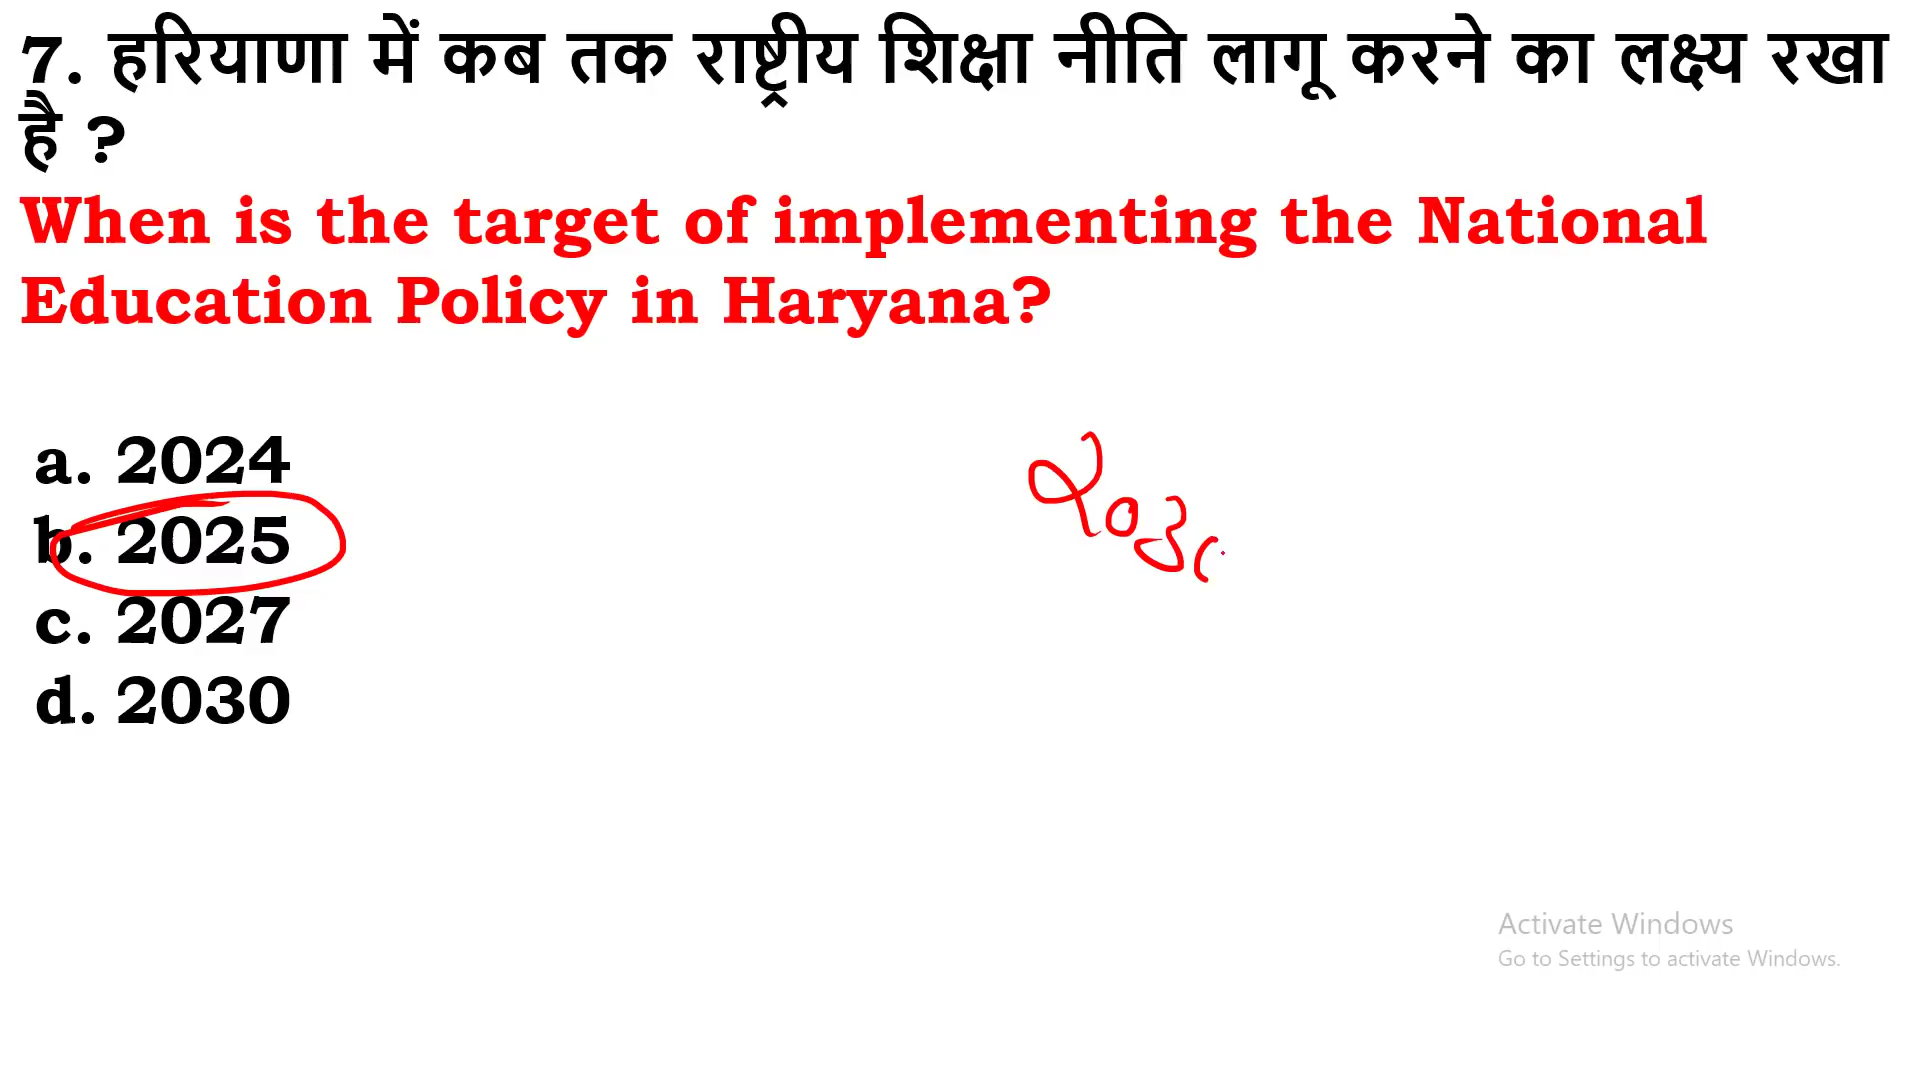 7. हरियाणा में कब तक राष्ट्रीय शिक्षा नीति लागू करने का लक्ष्य रखा
है ?
When is the target of implementing the National
Education Policy in Haryana?
a. 2024
b. 2025
c. 2027
d. 2030
Activate Windows
Go to Settings to activate Windows.